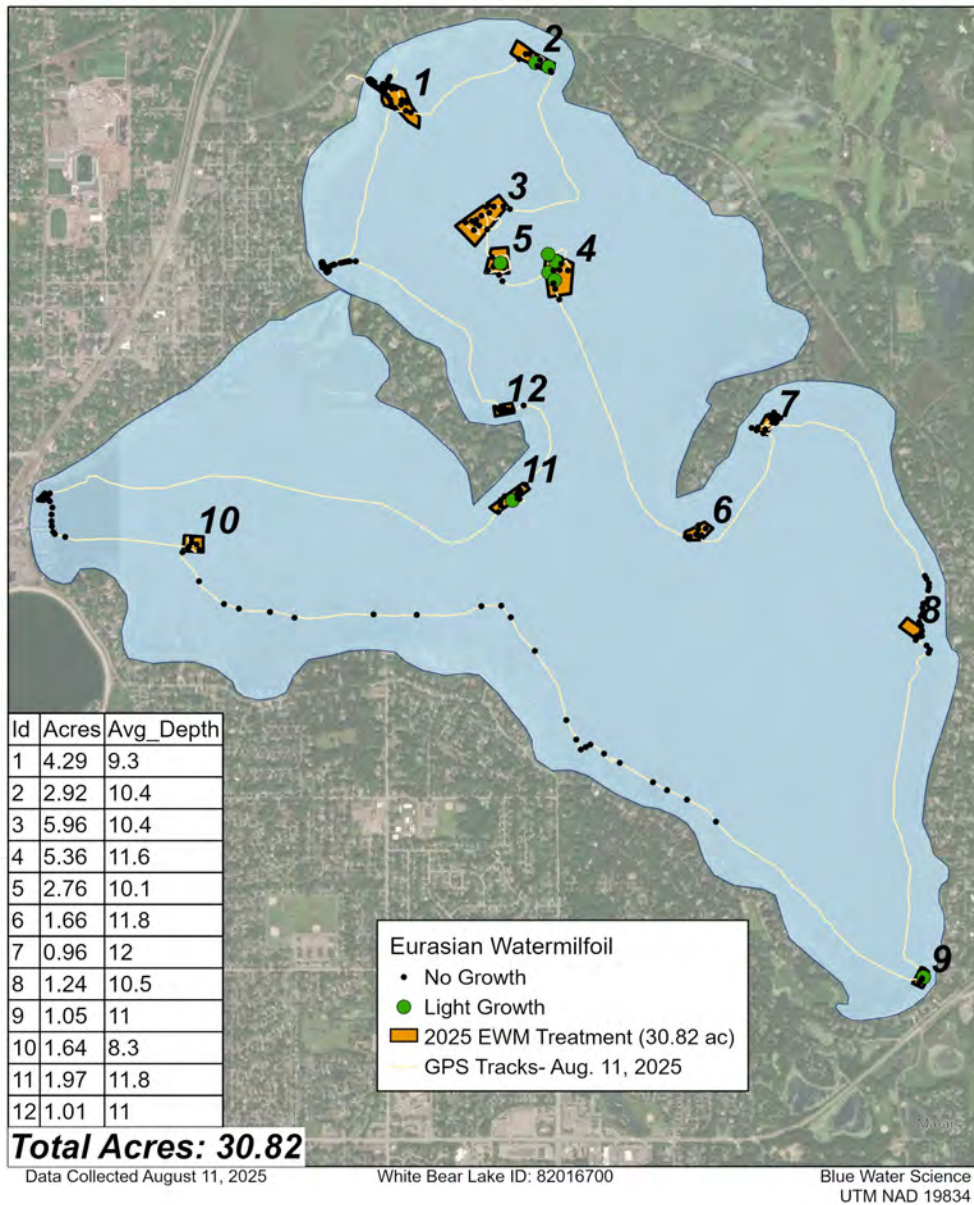 2
1
3
5
4
12
7
11
6
10
8
9
Id Acres Avg_Depth
1 4.29 9.3
2 2.92 10.4
3 5.96 10.4
4 5.36 11.6
5 2.76 10.1
6 1.66 11.8
7 0.96 12
8 1.24 10.5
9 1.05 11
10 1.64 8.3
11 1.97 11.8
12 1.01 11
Total Acres: 30.82
Eurasian Watermilfoil
No Growth
Light Growth
2025 EWM Treatment (30.82 ac)
GPS Tracks- Aug. 11, 2025
Data Collected August 11, 2025
White Bear Lake ID: 82016700
Blue Water Science
UTM NAD 19834